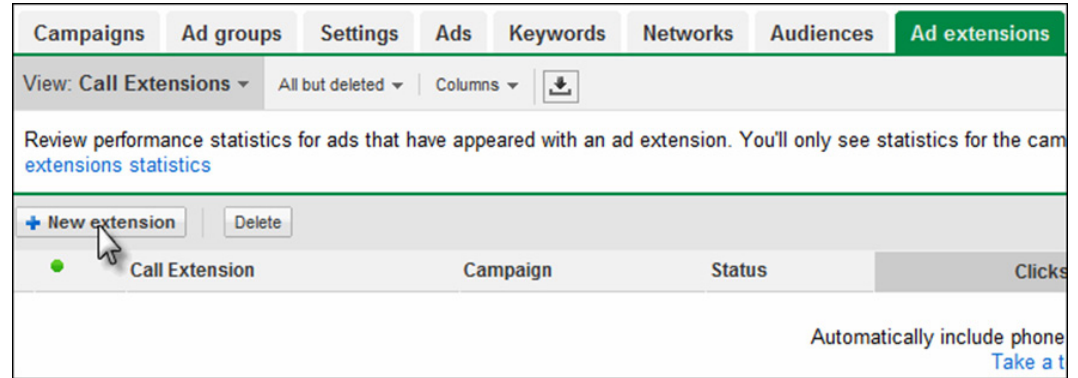 Campaigns Ad groups Settings Ads Keywords Networks Audiences Ad extensions
View: Call Extensions All but deleted Columns
Review performance statistics for ads that have appeared with an ad extension. You'll only see statistics for the cam
extensions statistics
+ New extension Delete
Call Extension Campaign Status Clicks
Automatically include phone
Take a t